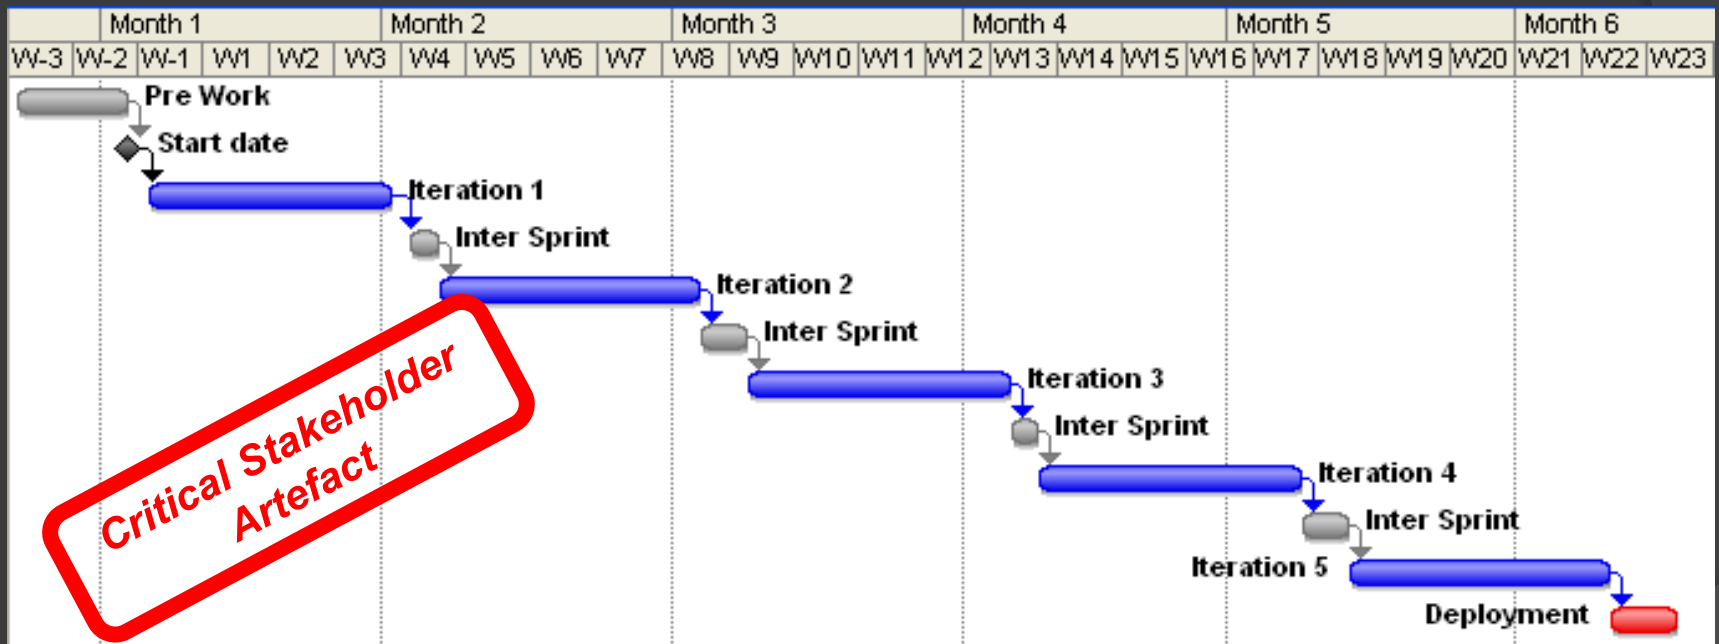 Month 1 Month 2 Month 3 Month 4 Month 5 Month 6
W-3 W-2 W-1 W1 W2 W3 W4 W5 W6 W7 W8 W9 W10 W11 W12 W13 W14 W15 W16 W17 W18 W19 W20 W21 W22 W23
Pre Work
Start date
Iteration 1
Inter Sprint
Iteration 2
Inter Sprint
Iteration 3
Inter Sprint
Iteration 4
Inter Sprint
Iteration 5
Deployment
Critical Stakeholder
Artefact